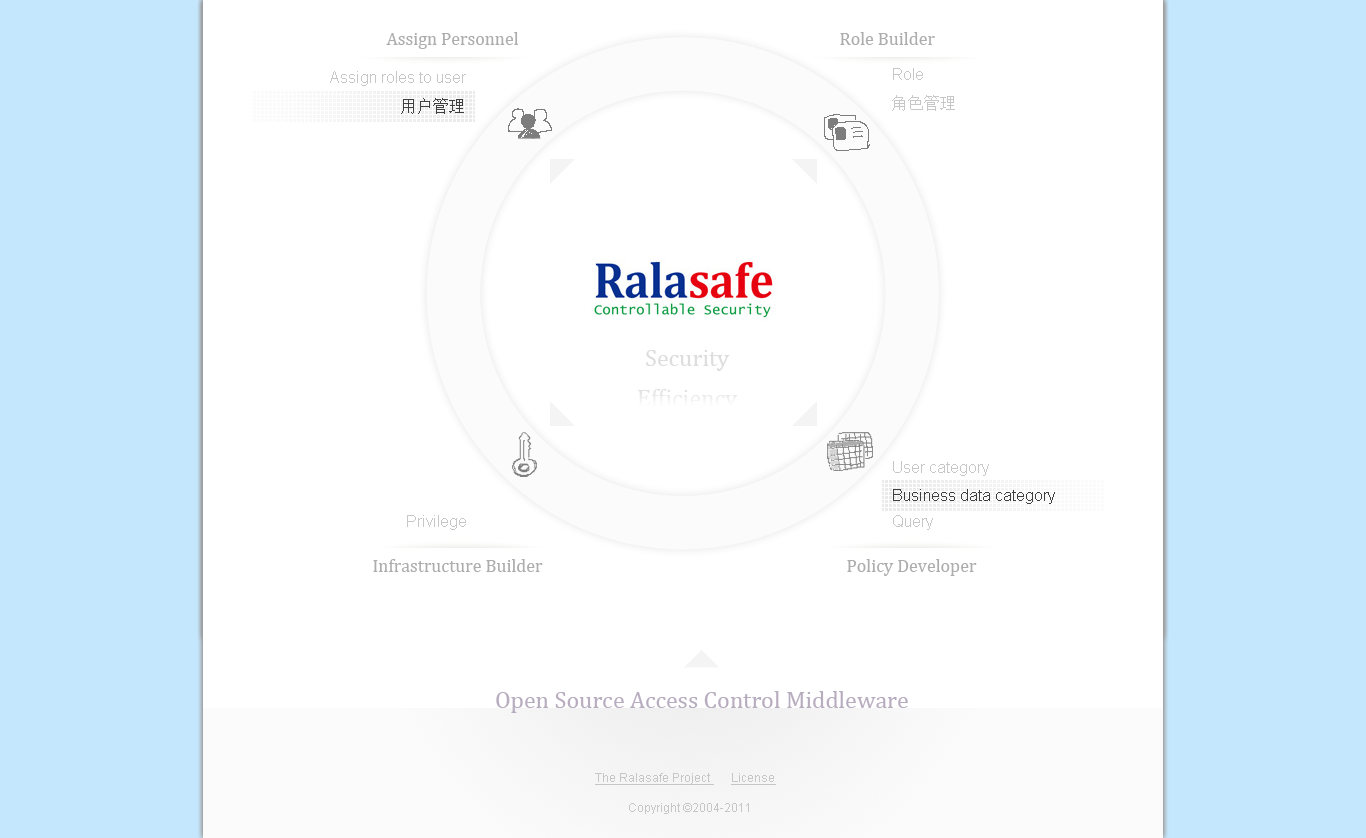 Assign Personnel
Role Builder
Assign roles to user
用户管理
Role
角色管理
Ralasafe
Controllable Security
Security
Efficiency
User category
Business data category
Query
Privilege
Infrastructure Builder
Policy Developer
Open Source Access Control Middleware
The Ralasafe Project License
Copyright ©2004-2011